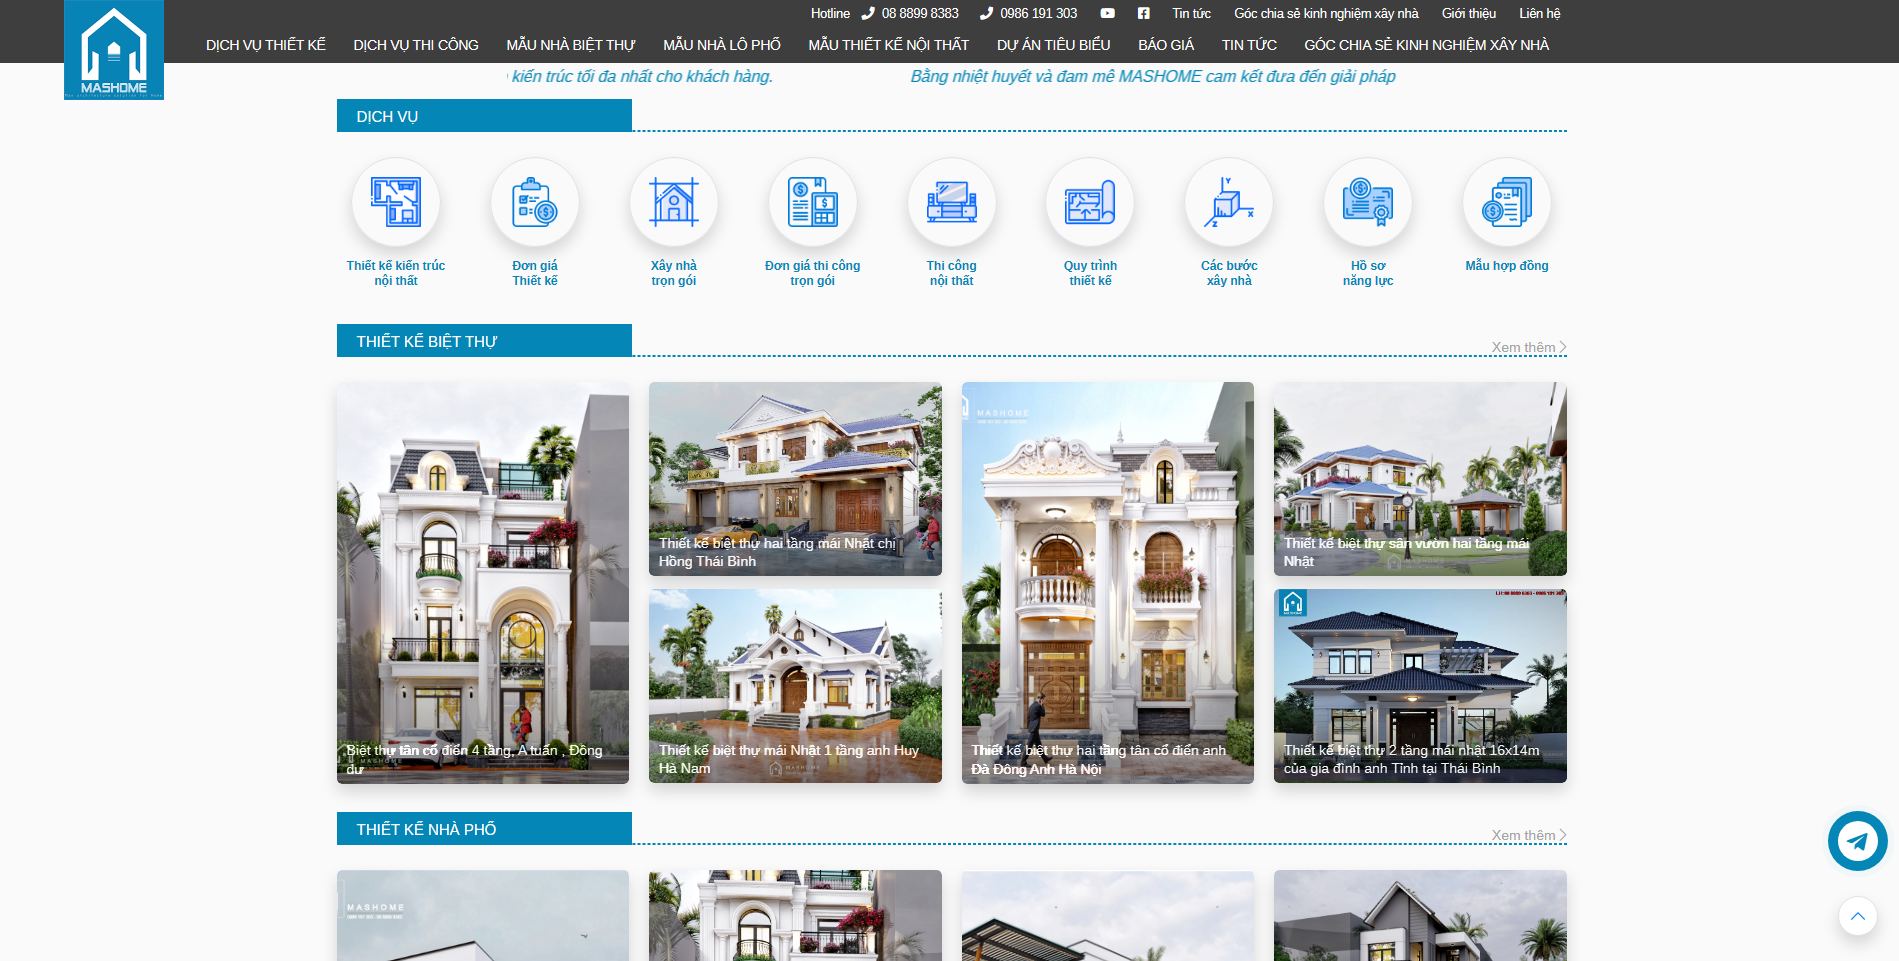 Hotline 08 8899 8383 0986 191 303 Tin tức Góc chia sẻ kinh nghiệm xây nhà Giới thiệu Liên hệ
DỊCH VỤ THIẾT KẾ DỊCH VỤ THI CÔNG MẪU NHÀ BIỆT THỰ MẪU NHÀ LÔ PHỐ MẪU THIẾT KẾ NỘI THẤT DỰ ÁN TIÊU BIỂU BÁO GIÁ TIN TỨC GÓC CHIA SẺ KINH NGHIỆM XÂY NHÀ
MASHOME
kiến trúc tối đa nhất cho khách hàng. Bằng nhiệt huyết và đam mê MASHOME cam kết đưa đến giải pháp
DỊCH VỤ
Thiết kế kiến trúc
nội thất
Đơn giá
Thiết kế
Xây nhà
trọn gói
Đơn giá thi công
trọn gói
Thi công
nội thất
Quy trình
thiết kế
Các bước
xây nhà
Hồ sơ
năng lực
Mẫu hợp đồng
THIẾT KẾ BIỆT THỰ
Xem thêm
Biệt thự tân cổ điển 4 tầng, A tuấn , Đông
dư
Thiết kế biệt thự hai tầng mái Nhật chị
Hồng Thái Bình
Thiết kế biệt thự mái Nhật 1 tầng anh Huy
Hà Nam
MASHOME
MASHOME
Thiết kế biệt thự hai tầng tân cổ điển anh
Đà Đông Anh Hà Nội
Thiết kế biệt thự sân vườn hai tầng mái
Nhật
Thiết kế biệt thự 2 tầng mái nhật 16x14m
của gia đình anh Tĩnh tại Thái Bình
THIẾT KẾ NHÀ PHỐ
Xem thêm
MASHOME